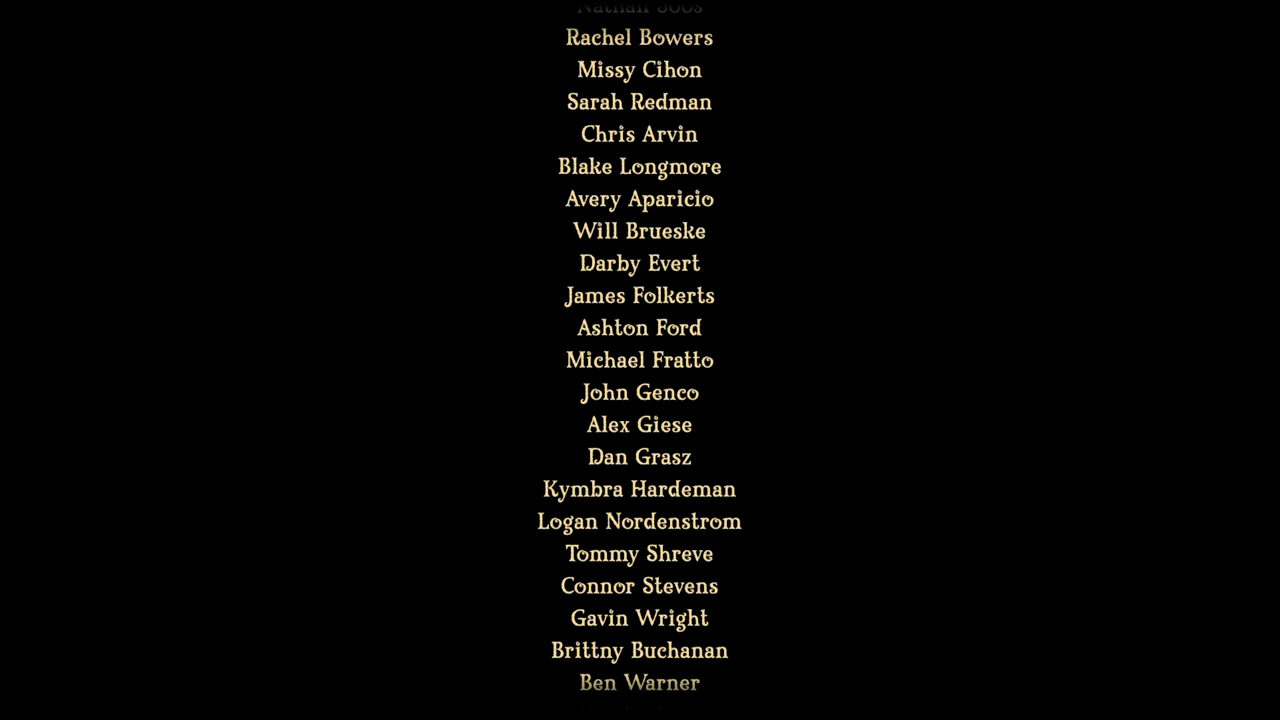 Nathan Soos
Rachel Bowers
Missy Cihon
Sarah Redman
Chris Arvin
Blake Longmore
Avery Aparicio
Will Brueske
Darby Evert
James Folkerts
Ashton Ford
Michael Fratto
John Genco
Alex Giese
Dan Grasz
Kymbra Hardeman
Logan Nordenstrom
Tommy Shreve
Connor Stevens
Gavin Wright
Brittny Buchanan
Ben Warner